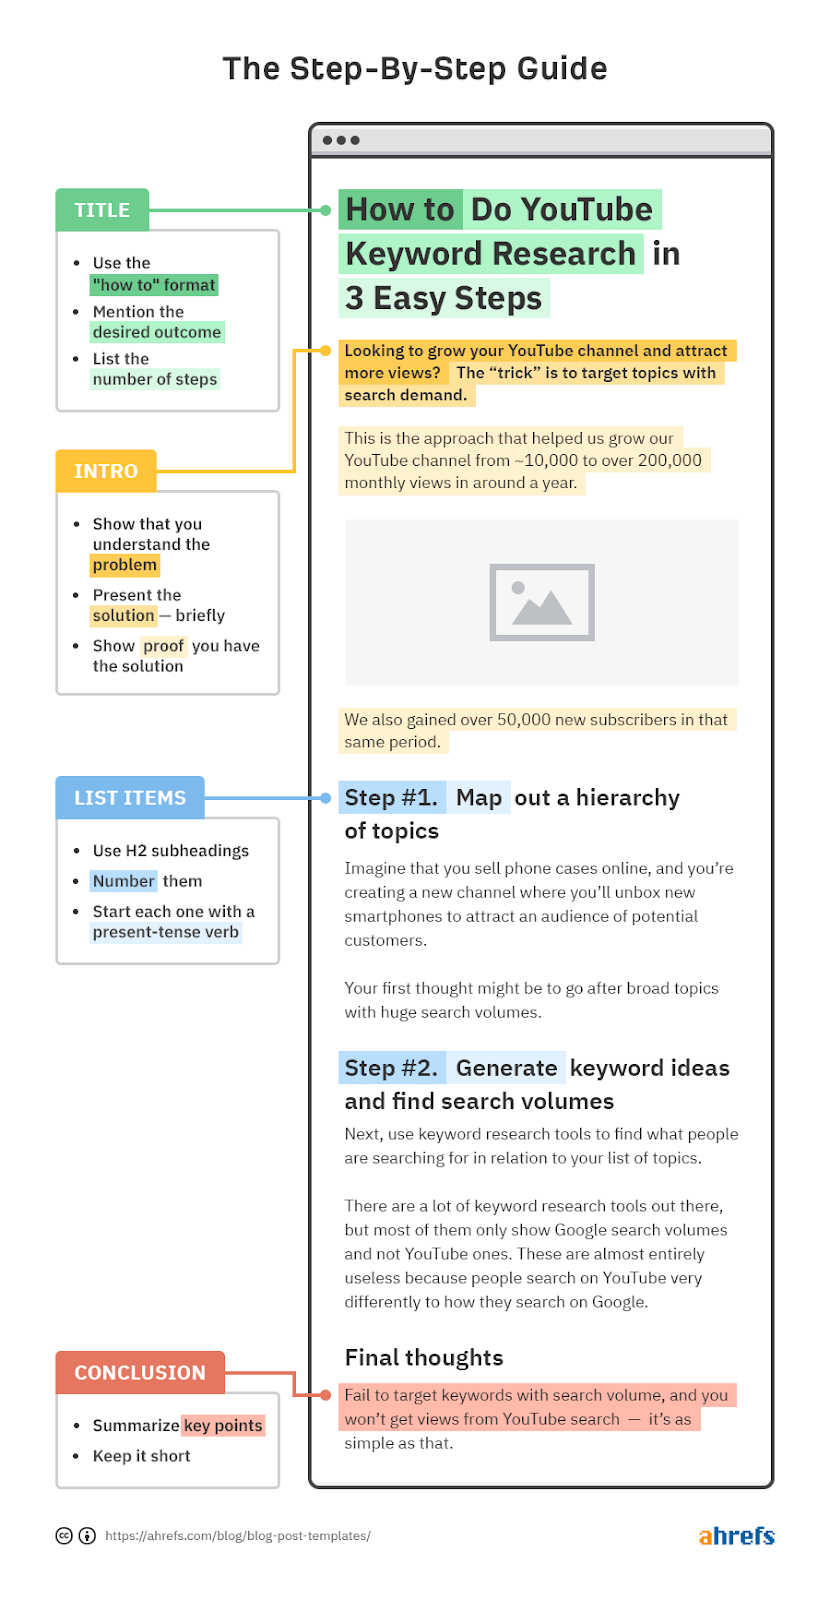 The Step-By-Step Guide
TITLE
• Use the
"how to" format
• Mention the
desired outcome
• List the
number of steps
How to Do YouTube
Keyword Research in
3 Easy Steps
INTRO
• Show that you
understand the
problem
• Present the
solution — briefly
• Show proof you have
the solution
Looking to grow your YouTube channel and attract
more views? The “trick” is to target topics with
search demand.
This is the approach that helped us grow our
YouTube channel from ~10,000 to over 200,000
monthly views in around a year.
We also gained over 50,000 new subscribers in that
same period.
LIST ITEMS
• Use H2 subheadings
• Number them
• Start each one with a
present-tense verb
Step #1. Map out a hierarchy
of topics
Imagine that you sell phone cases online, and you’re
creating a new channel where you’ll unbox new
smartphones to attract an audience of potential
customers.
Your first thought might be to go after broad topics
with huge search volumes.
Step #2. Generate keyword ideas
and find search volumes
Next, use keyword research tools to find what people
are searching for in relation to your list of topics.
There are a lot of keyword research tools out there,
but most of them only show Google search volumes
and not YouTube ones. These are almost entirely
useless because people search on YouTube very
differently to how they search on Google.
CONCLUSION
• Summarize key points
• Keep it short
Final thoughts
Fail to target keywords with search volume, and you
won’t get views from YouTube search — it’s as
simple as that.
cc https://ahrefs.com/blog/blog-post-templates/
ahrefs